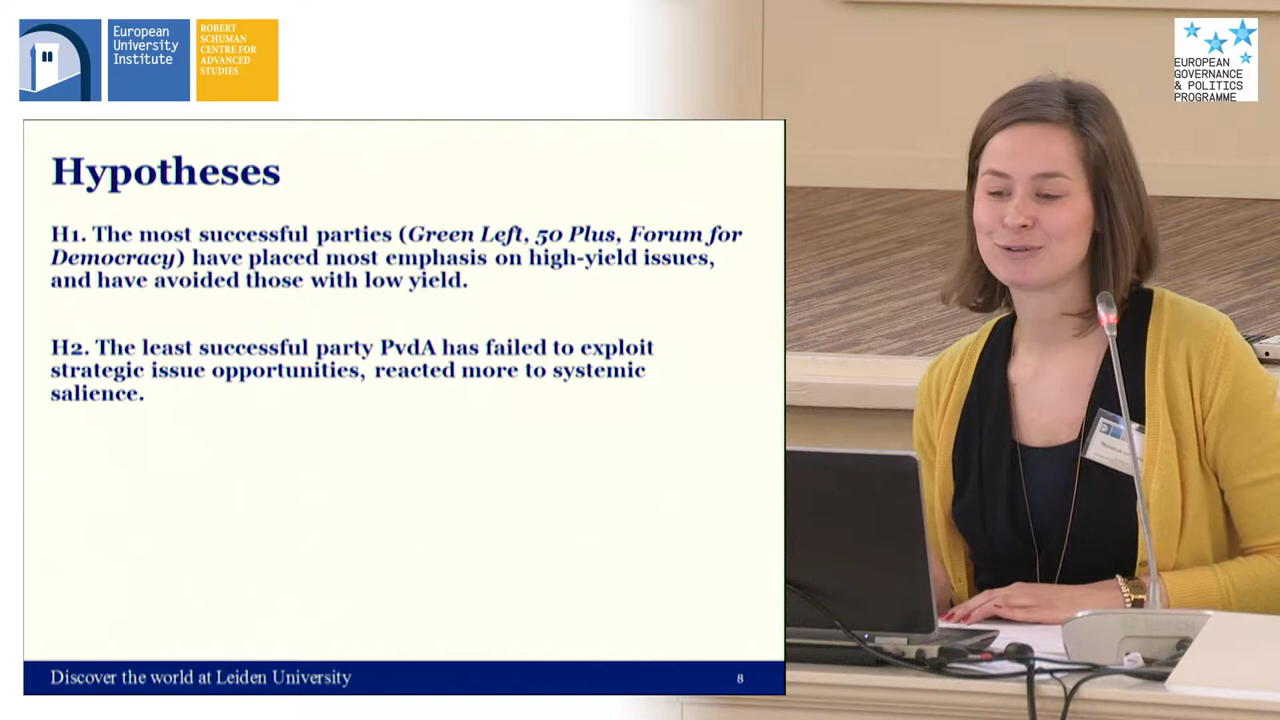 European
University
Institute
ROBERT
SCHUMAN
CENTRE FOR
ADVANCED
STUDIES
EUROPEAN
GOVERNANCE
& POLITICS
PROGRAMME
Hypotheses
H1. The most successful parties (Green Left, 50 Plus, Forum for
Democracy) have placed most emphasis on high-yield issues,
and have avoided those with low yield.
H2. The least successful party PvdA has failed to exploit
strategic issue opportunities, reacted more to systemic
salience.
Discover the world at Leiden University
8